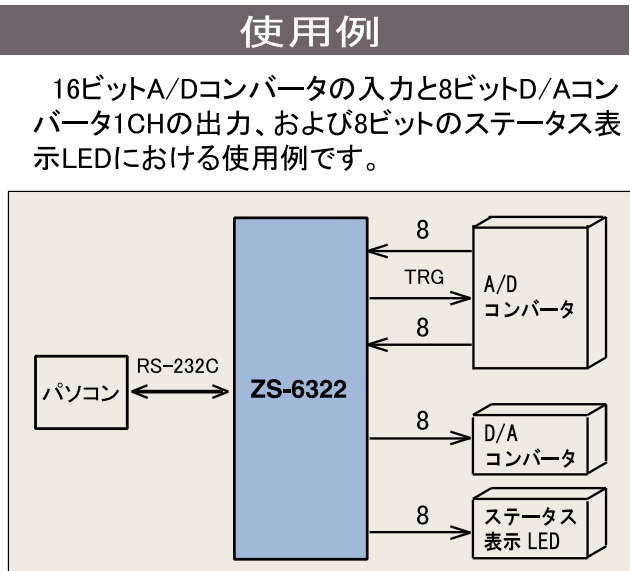 使用例
16ビットA/Dコンバータの入力と8ビットD/Aコン
バータ1CHの出力、および8ビットのステータス表
示LEDにおける使用例です。
8
TRG
8
A/D
コンバータ
パソコン
RS-232C
ZS-6322
8
D/A
コンバータ
8
ステータス
表示 LED